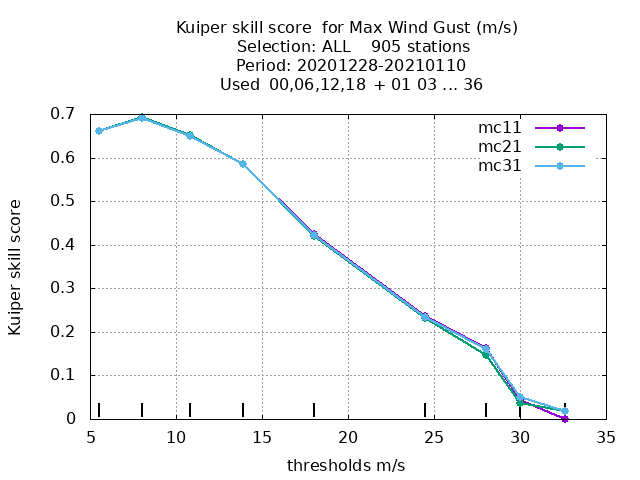 Kuiper skill score  for Max Wind Gust (m/s)
Selection: ALL    905 stations
Period: 20201228-20210110
Used  00,06,12,18  + 01 03 ... 36
mc11
mc21
mc31
Kuiper skill score
0.7
0.6
0.5
0.4
0.3
0.2
0.1
0
5 10 15 20 25 30 35
thresholds m/s